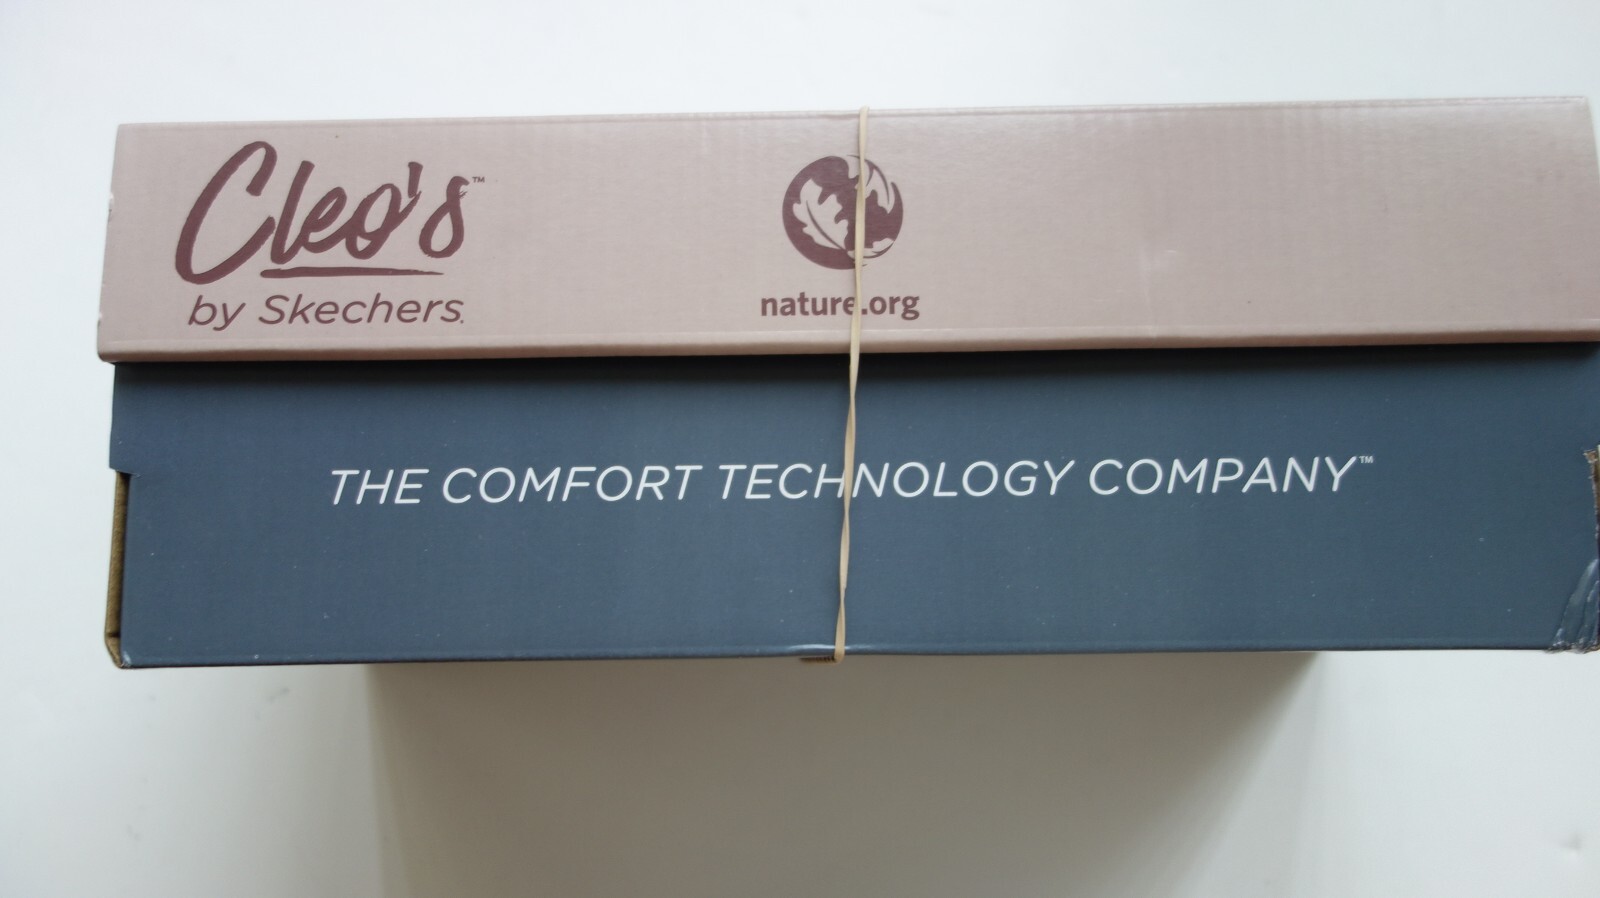 Cleo's™
by Skechers.
nature.org
THE COMFORT TECHNOLOGY COMPANY™